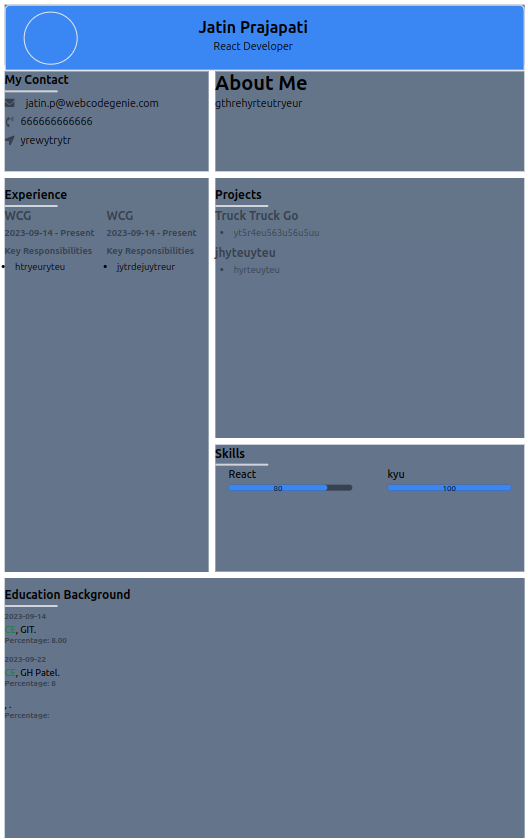 Jatin Prajapati
React Developer
My Contact
jatin.p@webcodegenie.com
666666666666
yrewytrytr
About Me
gthrehyrteutryeur
Experience
WCG
2023-09-14 - Present
Key Responsibilities
• htryeuryteu
WCG
2023-09-14 - Present
Key Responsibilities
• jytrdejuytreur
Projects
Truck Truck Go
• yt5r4eu563u56u5uu
jhyteuyteu
• hyrteuyteu
Skills
React
80
kyu
100
Education Background
2023-09-14
CE, GIT.
Percentage: 8.00
2023-09-22
CE, GH Patel.
Percentage: 8
, .
Percentage: